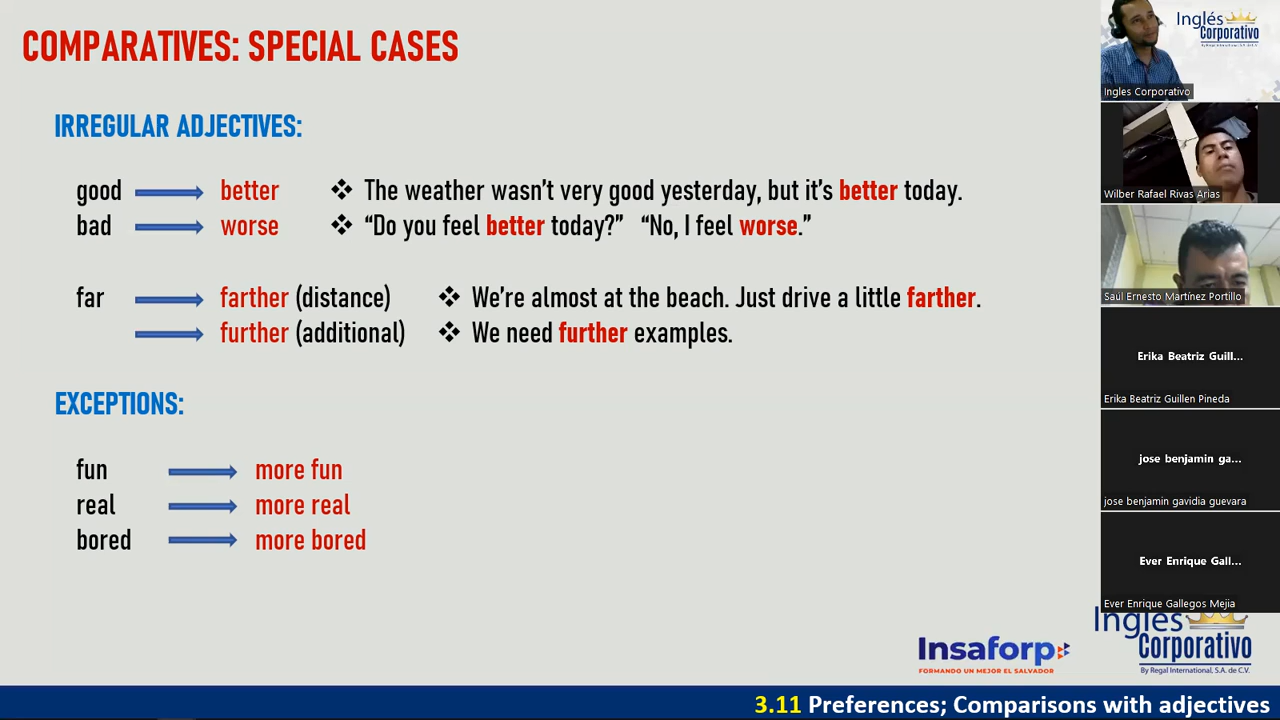 COMPARATIVES: SPECIAL CASES
IRREGULAR ADJECTIVES:
good better ❖ The weather wasn't very good yesterday, but it's better today.
bad worse ❖ “Do you feel better today?” “No, I feel worse.”
far farther (distance) ❖ We're almost at the beach. Just drive a little farther.
further (additional) ❖ We need further examples.
EXCEPTIONS:
fun more fun
real more real
bored more bored
Insaforp
FORMANDO UN MEJOR EL SALVADOR
Inglés
Corporativo
By Regal International, S.A. de C.V.
3.11 Preferences; Comparisons with adjectives
Inglés
Corporativo
Ingles Corporativo
Wilber Rafael Rivas Arias
Saúl Ernesto Martínez Portillo
Erika Beatriz Guill...
Erika Beatriz Guillen Pineda
jose benjamin ga...
jose benjamin gavidia guevara
Ever Enrique Gall...
Ever Enrique Gallegos Mejia